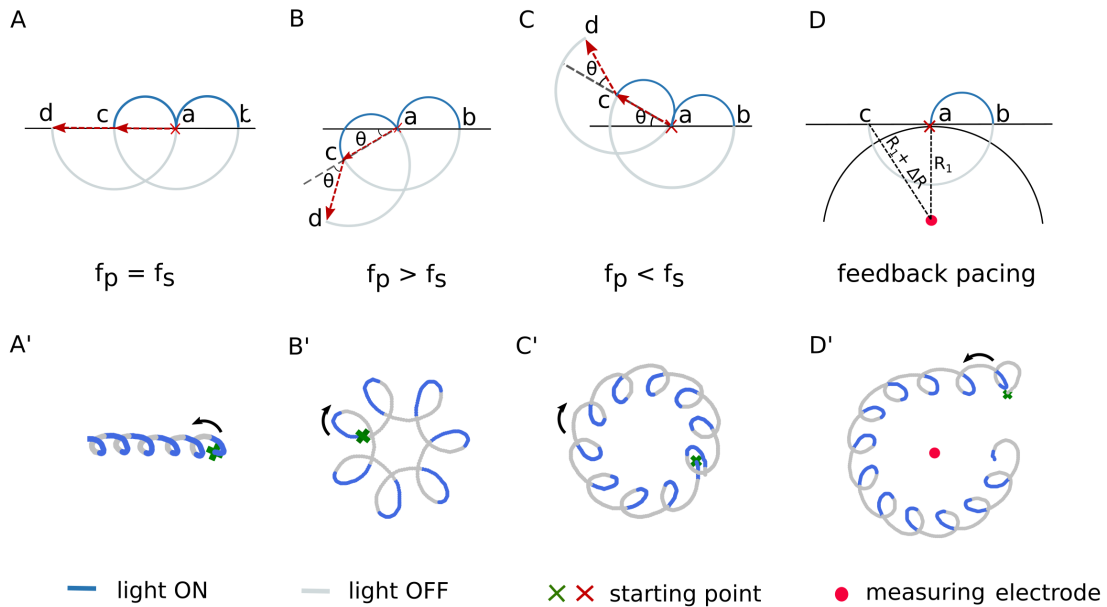 A
B
C
D
d
c
a
b
θ
a
b
c
θ
d
d
θ
c
θ
a
b
c
a
b
R₁ + ΔR
R₁
fₚ = fₛ
fₚ > fₛ
fₚ < fₛ
feedback pacing
A'
B'
C'
D'
light ON
light OFF
starting point
measuring electrode